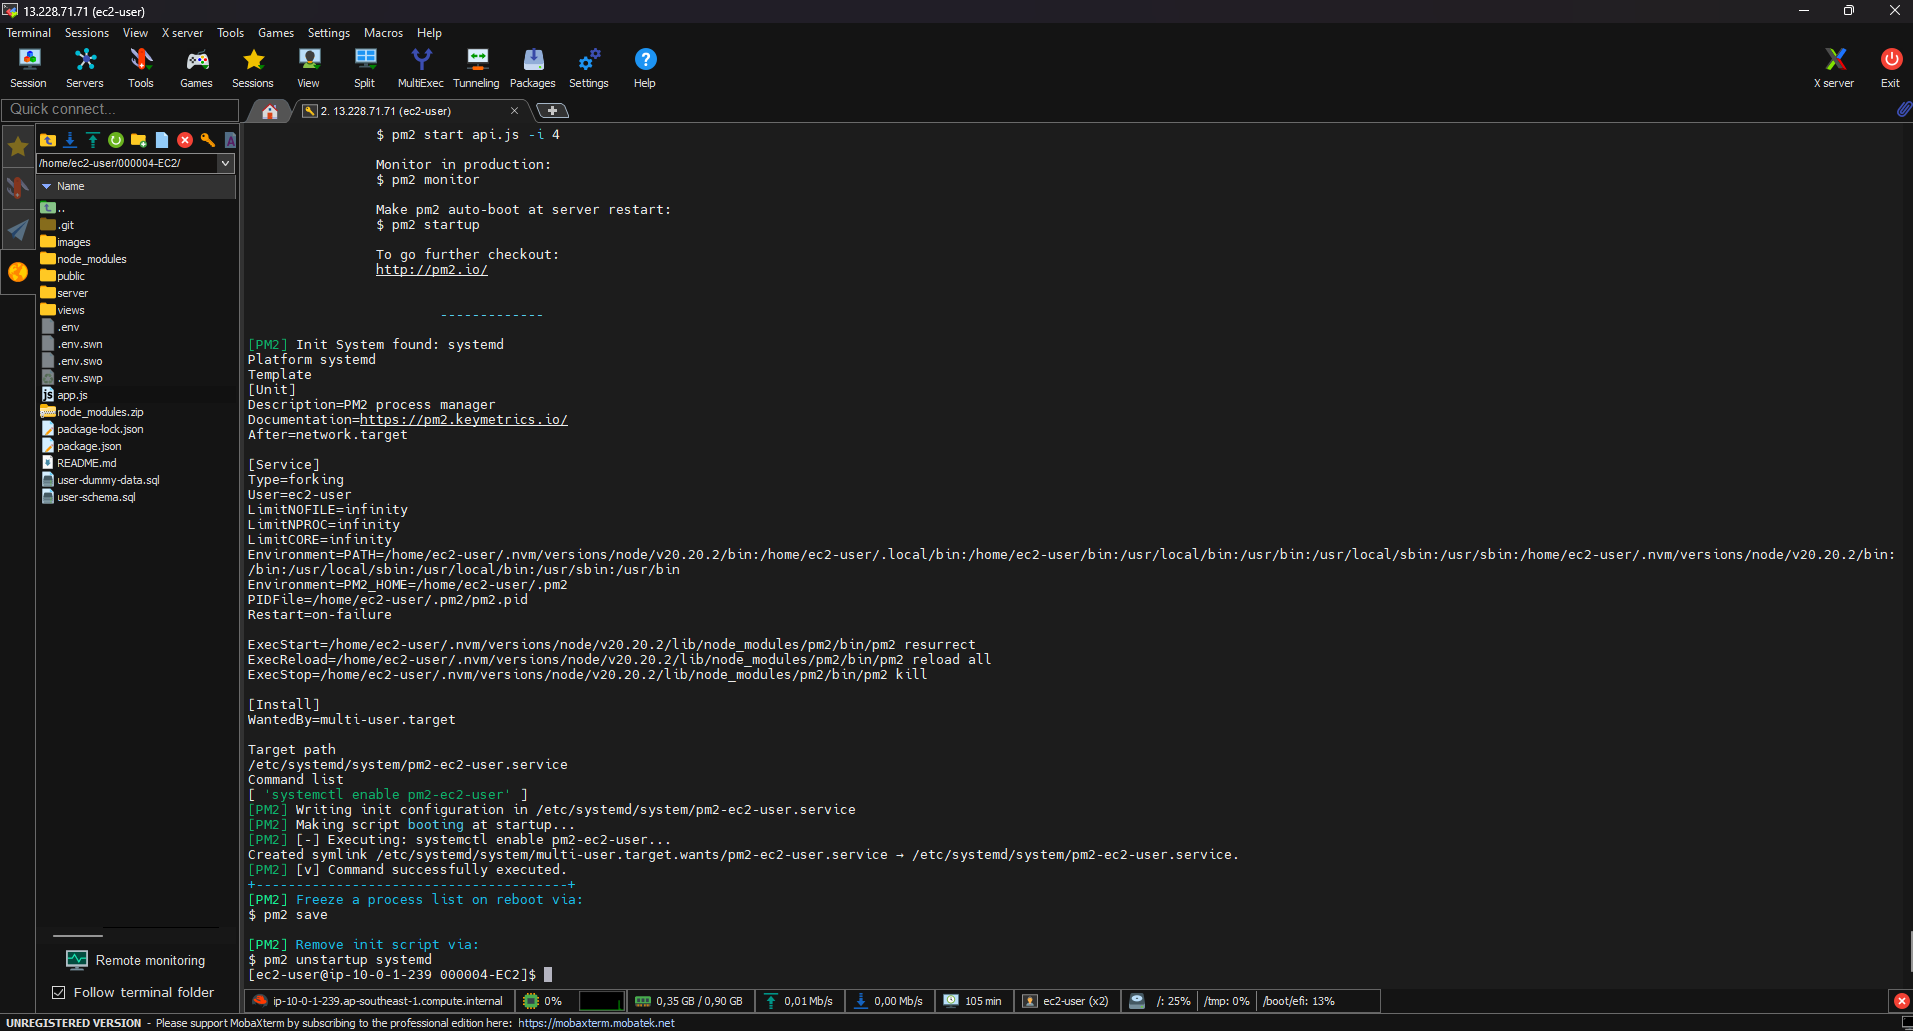 13.228.71.71 (ec2-user)
Terminal Sessions View X server Tools Games Settings Macros Help
Session Servers Tools Games Sessions View Split MultiExec Tunneling Packages Settings Help X server Exit
Quick connect...
2. 13.228.71.71 (ec2-user)
/home/ec2-user/000004-EC2/
Name
..
.git
images
node_modules
public
server
views
.env
.env.swn
.env.swo
.env.swp
app.js
node_modules.zip
package-lock.json
package.json
README.md
user-dummy-data.sql
user-schema.sql
Remote monitoring
Follow terminal folder
$ pm2 start api.js -i 4
Monitor in production:
$ pm2 monitor
Make pm2 auto-boot at server restart:
$ pm2 startup
To go further checkout:
http://pm2.io/
-------------
[PM2] Init System found: systemd
Platform systemd
Template
[Unit]
Description=PM2 process manager
Documentation=https://pm2.keymetrics.io/
After=network.target
[Service]
Type=forking
User=ec2-user
LimitNOFILE=infinity
LimitNPROC=infinity
LimitCORE=infinity
Environment=PATH=/home/ec2-user/.nvm/versions/node/v20.20.2/bin:/home/ec2-user/.local/bin:/home/ec2-user/bin:/usr/local/bin:/usr/bin:/usr/local/sbin:/usr/sbin:/home/ec2-user/.nvm/versions/node/v20.20.2/bin:
/bin:/usr/local/sbin:/usr/local/bin:/usr/sbin:/usr/bin
Environment=PM2_HOME=/home/ec2-user/.pm2
PIDFile=/home/ec2-user/.pm2/pm2.pid
Restart=on-failure
ExecStart=/home/ec2-user/.nvm/versions/node/v20.20.2/lib/node_modules/pm2/bin/pm2 resurrect
ExecReload=/home/ec2-user/.nvm/versions/node/v20.20.2/lib/node_modules/pm2/bin/pm2 reload all
ExecStop=/home/ec2-user/.nvm/versions/node/v20.20.2/lib/node_modules/pm2/bin/pm2 kill
[Install]
WantedBy=multi-user.target
Target path
/etc/systemd/system/pm2-ec2-user.service
Command list
[ 'systemctl enable pm2-ec2-user' ]
[PM2] Writing init configuration in /etc/systemd/system/pm2-ec2-user.service
[PM2] Making script booting at startup...
[PM2] [-] Executing: systemctl enable pm2-ec2-user...
Created symlink /etc/systemd/system/multi-user.target.wants/pm2-ec2-user.service → /etc/systemd/system/pm2-ec2-user.service.
[PM2] [v] Command successfully executed.
+---------------------------------------+
[PM2] Freeze a process list on reboot via:
$ pm2 save
[PM2] Remove init script via:
$ pm2 unstartup systemd
[ec2-user@ip-10-0-1-239 000004-EC2]$
ip-10-0-1-239.ap-southeast-1.compute.internal 0% 0,35 GB / 0,90 GB 0,01 Mb/s 0,00 Mb/s 105 min ec2-user (x2) /: 25% /tmp: 0% /boot/efi: 13%
UNREGISTERED VERSION - Please support MobaXterm by subscribing to the professional edition here: https://mobaxterm.mobatek.net